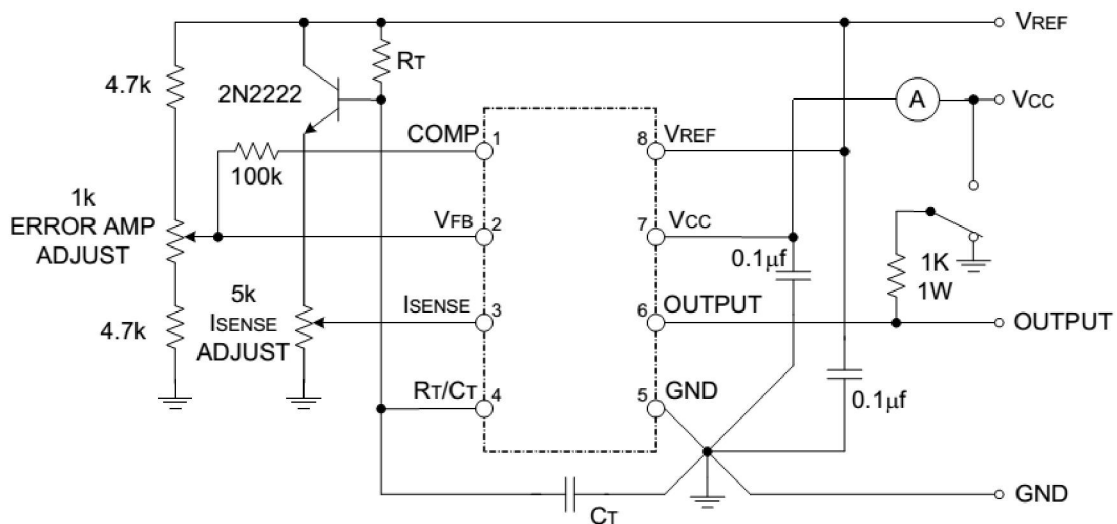 VREF
4.7k
2N2222
RT
A
VCC
COMP
1
8
VREF
100k
1k
ERROR AMP
ADJUST
VFB
2
7
VCC
0.1μf
1K
1W
5k
ISENSE
ADJUST
ISENSE
3
6
OUTPUT
OUTPUT
4.7k
RT/CT
4
5
GND
0.1μf
CT
GND